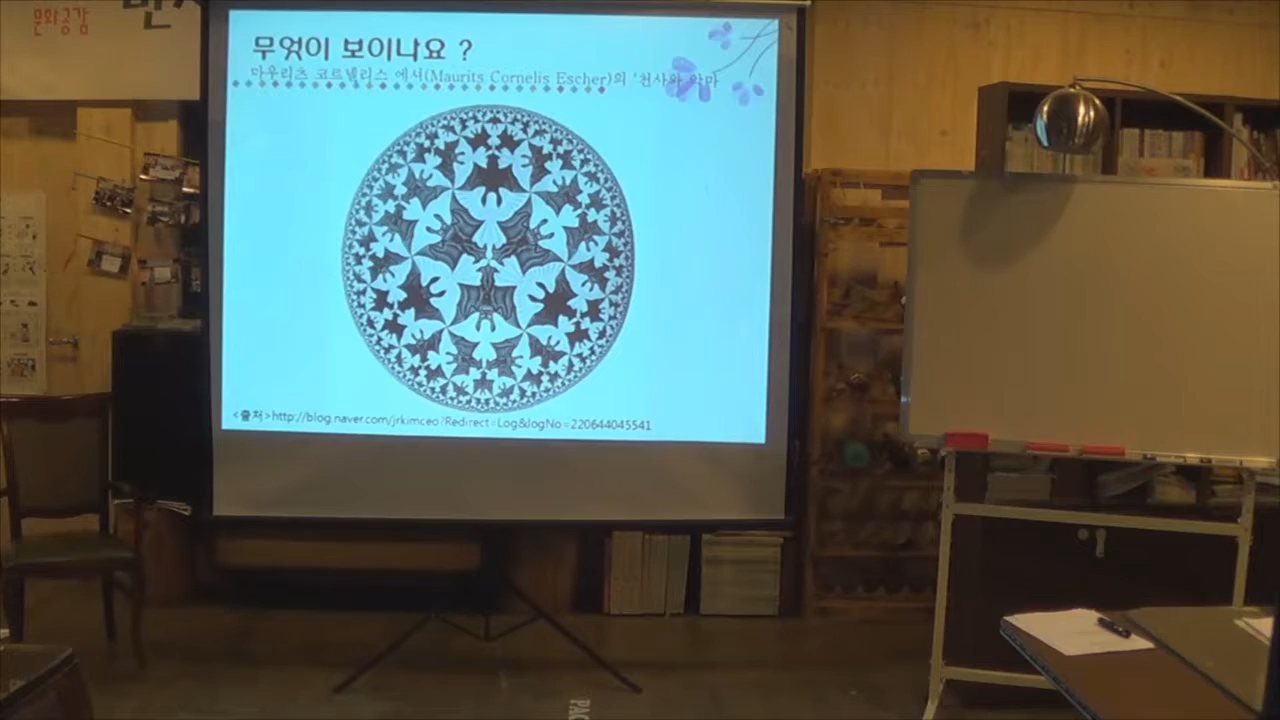 문화공감
무엇이 보이나요 ?
마우리츠 코르넬리스 에셔(Maurits Cornelis Escher)의 '천사와 악마
<출처>http://blog.naver.com/jrkimceo?Redirect=Log&logNo=220644045541